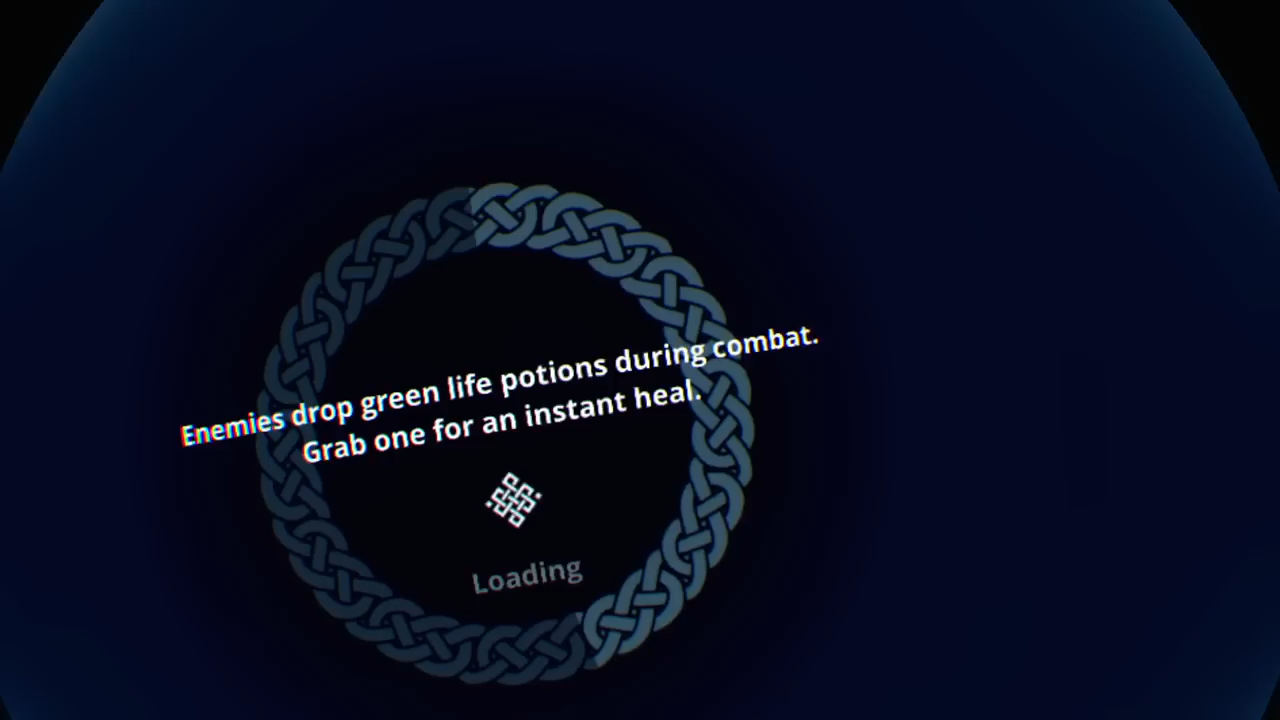 Enemies drop green life potions during combat.
Grab one for an instant heal.
Loading